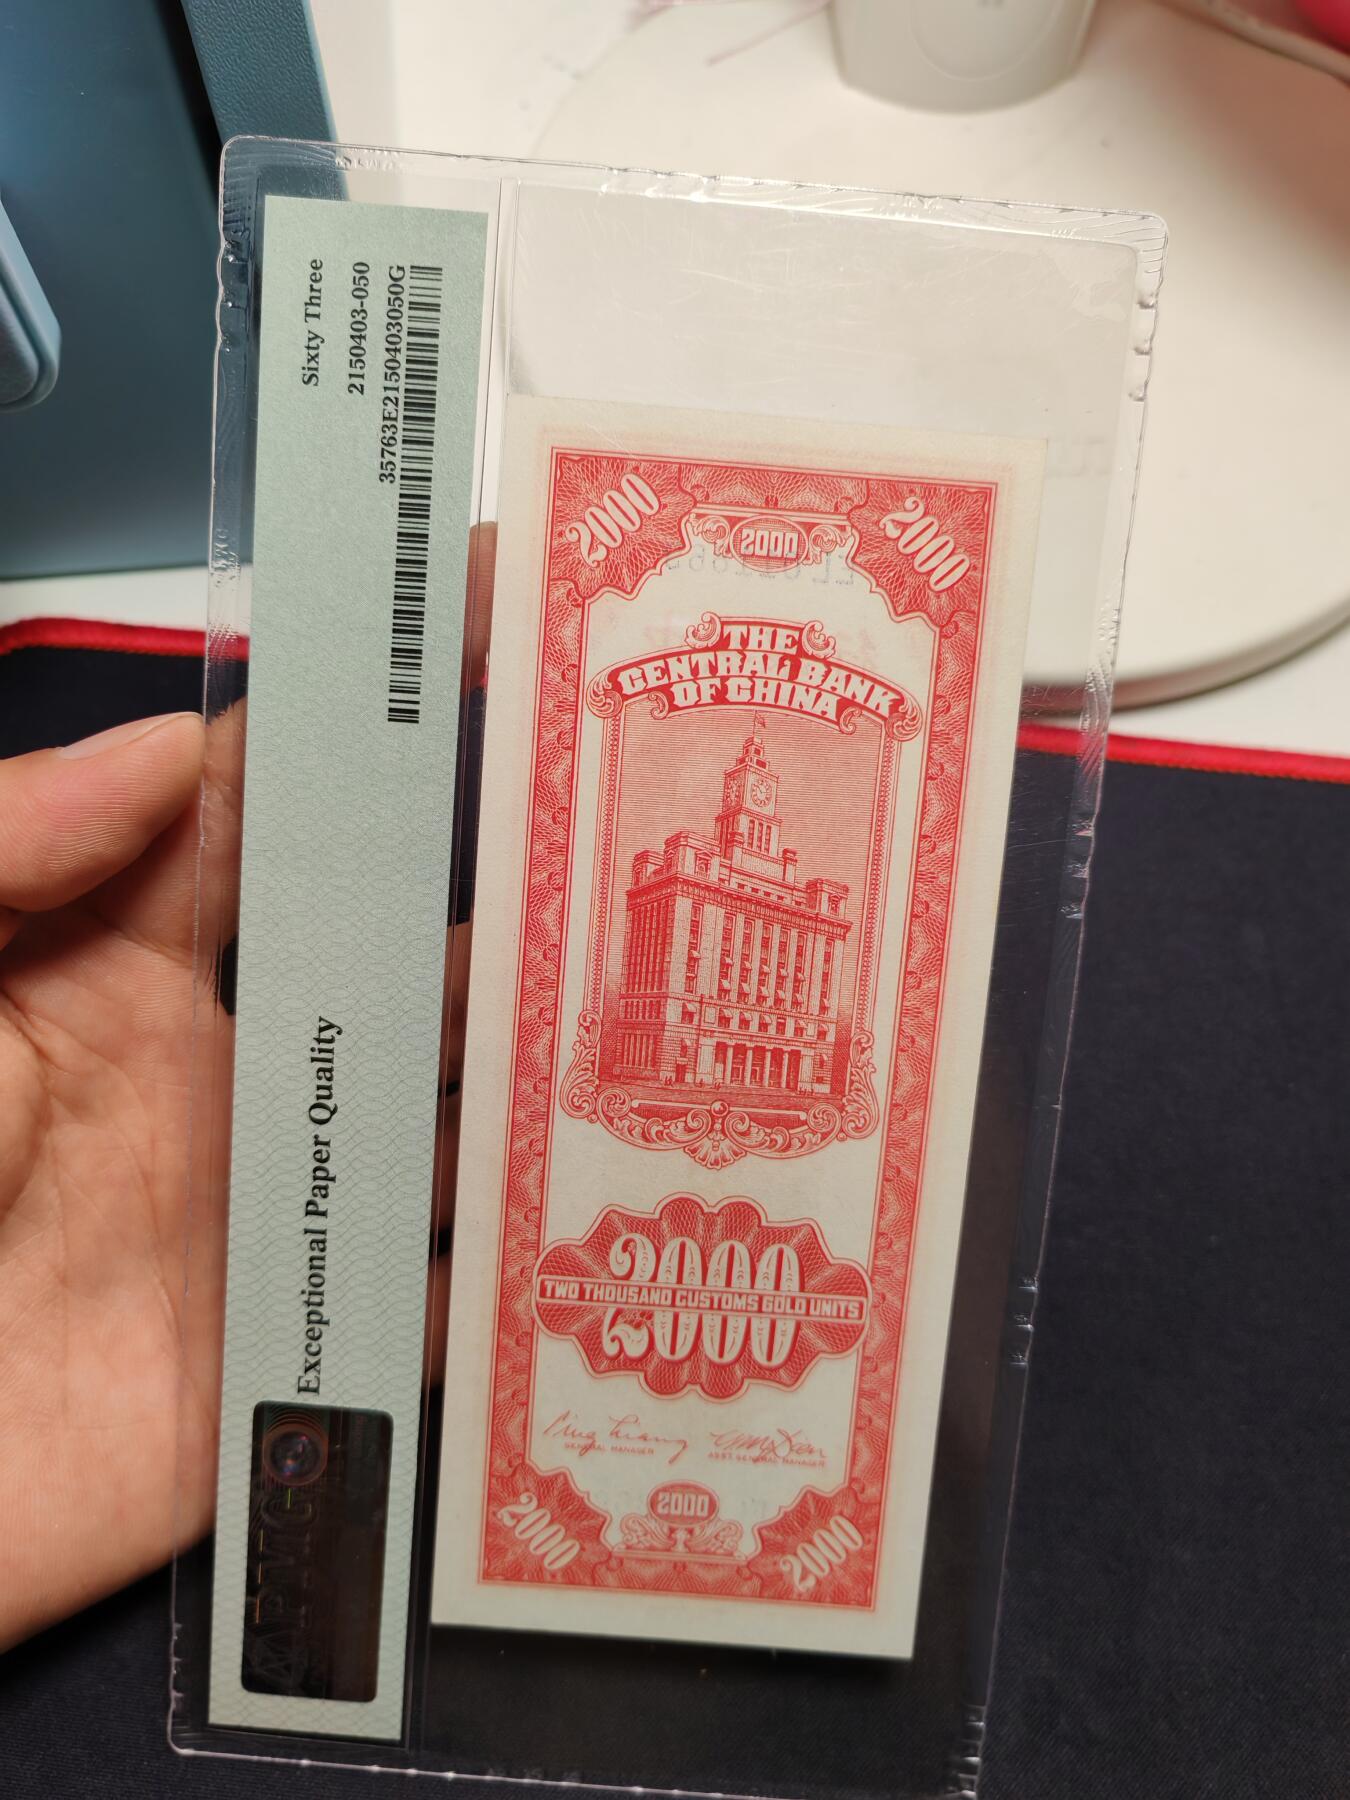 Sixty Three
2150403-050
35763E2150403050G
Exceptional Paper Quality
PMG
2000
2000
2000
THE
CENTRAL BANK
OF CHINA
2000
TWO THOUSAND CUSTOMS GOLD UNITS
GENERAL MANAGER
ASST. GENERAL MANAGER
2000
2000
2000